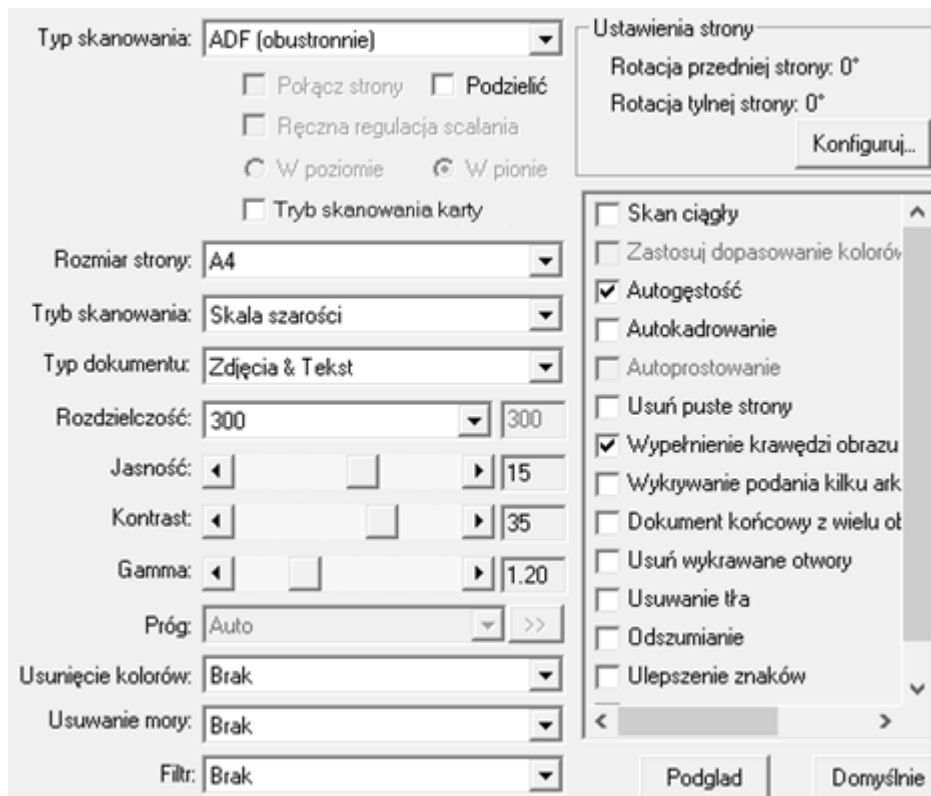 Typ skanowania: ADF (obustronnie)
Połącz strony Podzielić
Ręczna regulacja scalania
W poziomie W pionie
Tryb skanowania karty
Rozmiar strony: A4
Tryb skanowania: Skala szarości
Typ dokumentu: Zdjęcia & Tekst
Rozdzielczość: 300 300
Jasność: 15
Kontrast: 35
Gamma: 1.20
Próg: Auto >>
Usunięcie kolorów: Brak
Usuwanie mory: Brak
Filtr: Brak
Ustawienia strony
Rotacja przedniej strony: 0°
Rotacja tylnej strony: 0°
Konfiguruj...
Skan ciągły
Zastosuj dopasowanie kolorów
Autogęstość
Autokadrowanie
Autoprostowanie
Usuń puste strony
Wypełnienie krawędzi obrazu
Wykrywanie podania kilku ark
Dokument końcowy z wielu ob
Usuń wykrawane otwory
Usuwanie tła
Odszumianie
Ulepszenie znaków
Podgląd Domyślnie